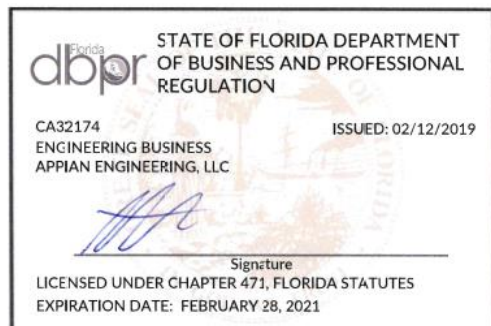 Florida
dbpr
STATE OF FLORIDA DEPARTMENT
OF BUSINESS AND PROFESSIONAL
REGULATION
CA32174
ISSUED: 02/12/2019
ENGINEERING BUSINESS
APPIAN ENGINEERING, LLC
Signature
LICENSED UNDER CHAPTER 471, FLORIDA STATUTES
EXPIRATION DATE: FEBRUARY 28, 2021